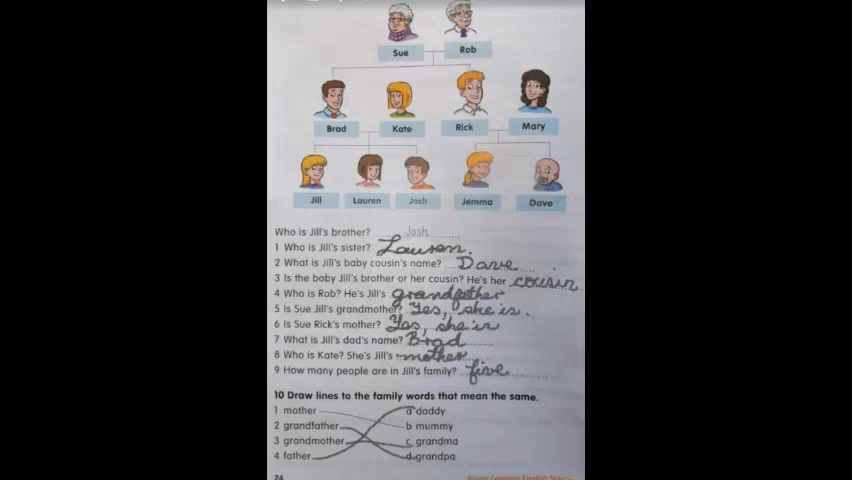 Sue Rob
Brad Kate Rick Mary
Jill Lauren Josh Jemma Dave
Who is Jill's brother? Josh
1 Who is Jill's sister? Lauren.
2 What is Jill's baby cousin's name? Dave
3 Is the baby Jill's brother or her cousin? He's her cousin
4 Who is Rob? He's Jill's grandfather
5 Is Sue Jill's grandmother? Yes, she is.
6 Is Sue Rick's mother? Yes, she is
7 What is Jill's dad's name? Brad
8 Who is Kate? She's Jill's mother
9 How many people are in Jill's family? five
10 Draw lines to the family words that mean the same.
1 mother a daddy
2 grandfather b mummy
3 grandmother c grandma
4 father d grandpa
24